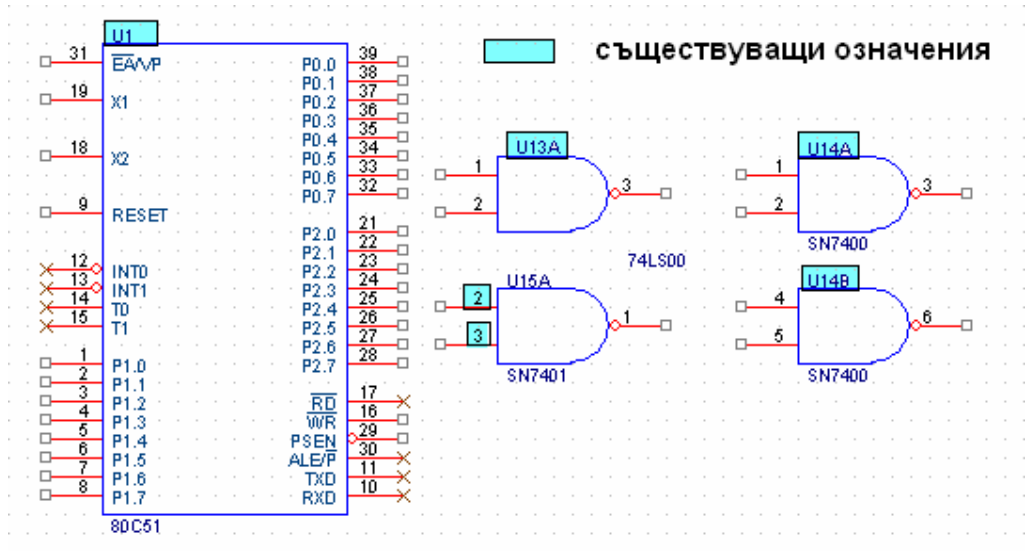 U1
31 EA/VP P0.0 39
P0.1 38
19 X1 P0.2 37
P0.3 36
P0.4 35
18 X2 P0.5 34
P0.6 33
P0.7 32
9 RESET
P2.0 21
P2.1 22
12 INT0 P2.2 23
13 INT1 P2.3 24
14 T0 P2.4 25
15 T1 P2.5 26
P2.6 27
1 P1.0 P2.7 28
2 P1.1
3 P1.2 RD 17
4 P1.3 WR 16
5 P1.4 PSEN 29
6 P1.5 ALE/P 30
7 P1.6 TXD 11
8 P1.7 RXD 10
80C51
съществуващи означения
U13A
1
2
3
74LS00
U14A
1
2
3
SN7400
U15A
2
3
1
SN7401
U14B
4
5
6
SN7400